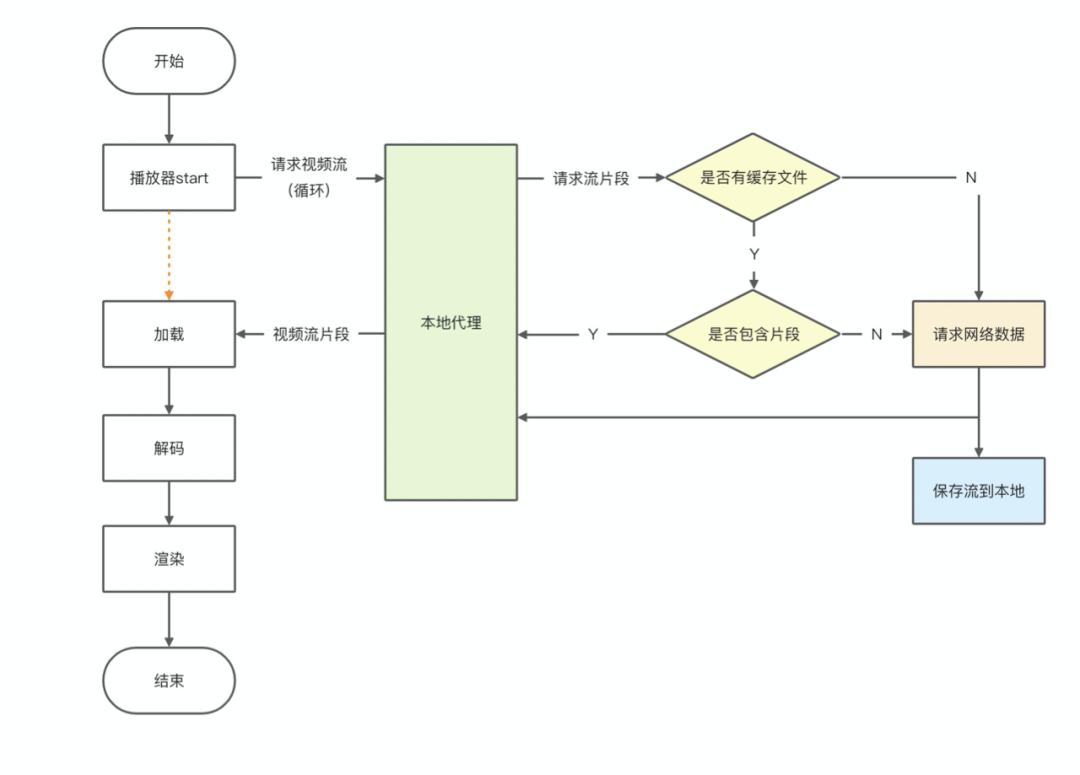 开始
播放器start
请求视频流
（循环）
请求流片段
是否有缓存文件
N
Y
加载
视频流片段
本地代理
Y
是否包含片段
N
请求网络数据
解码
保存流到本地
渲染
结束